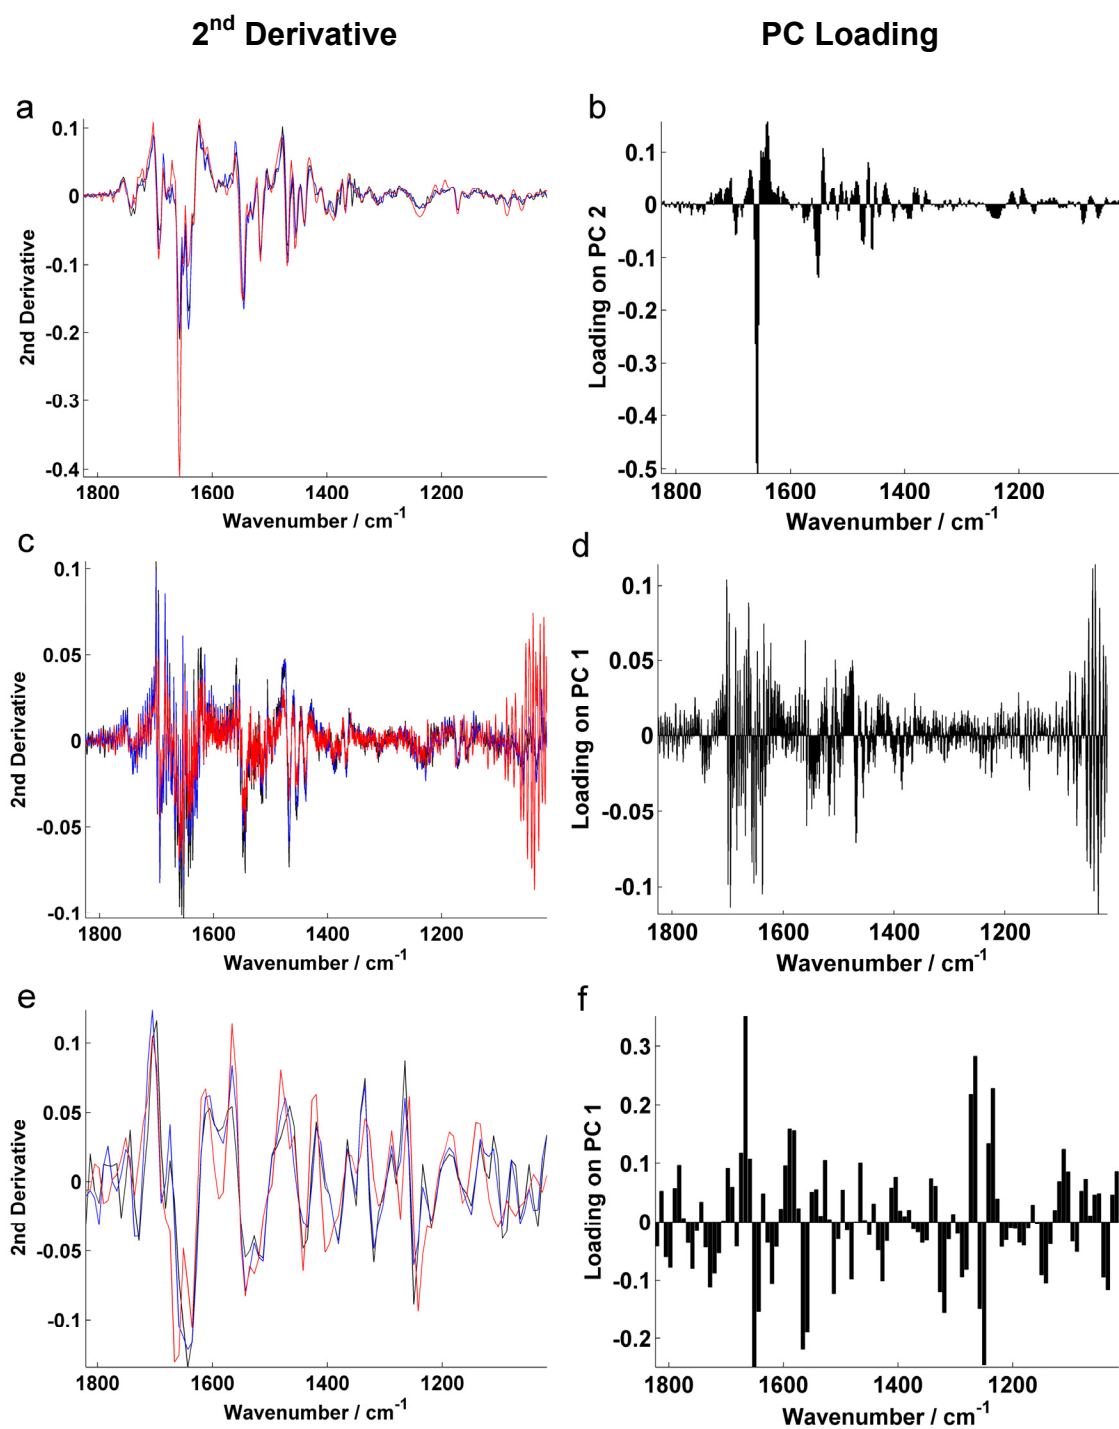 2nd Derivative
PC Loading
a
0.1
0
-0.1
-0.2
-0.3
-0.4
2nd Derivative
1800 1600 1400 1200
Wavenumber / cm-1
b
0.1
0
-0.1
-0.2
-0.3
-0.4
-0.5
Loading on PC 2
1800 1600 1400 1200
Wavenumber / cm-1
c
0.1
0.05
0
-0.05
-0.1
2nd Derivative
1800 1600 1400 1200
Wavenumber / cm-1
d
0.1
0.05
0
-0.05
-0.1
Loading on PC 1
1800 1600 1400 1200
Wavenumber / cm-1
e
0.1
0.05
0
-0.05
-0.1
2nd Derivative
1800 1600 1400 1200
Wavenumber / cm-1
f
0.3
0.2
0.1
0
-0.1
-0.2
Loading on PC 1
1800 1600 1400 1200
Wavenumber / cm-1